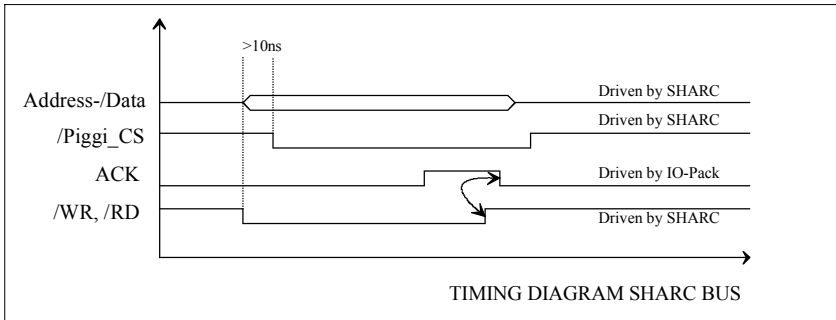 >10ns
Address-/Data
Driven by SHARC
/Piggi_CS
Driven by SHARC
ACK
Driven by IO-Pack
/WR, /RD
Driven by SHARC
TIMING DIAGRAM SHARC BUS